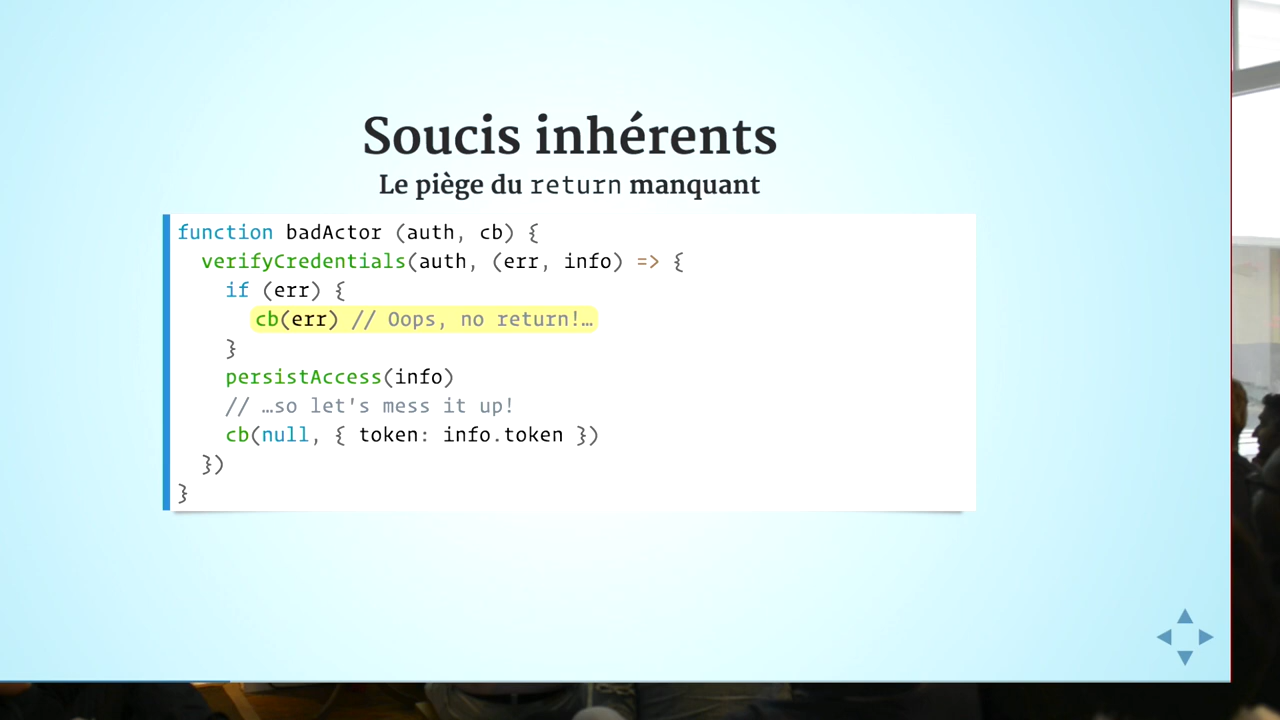 Soucis inhérents
Le piège du return manquant
function badActor (auth, cb) {
  verifyCredentials(auth, (err, info) => {
    if (err) {
      cb(err) // Oops, no return!…
    }
    persistAccess(info)
    // …so let's mess it up!
    cb(null, { token: info.token })
  })
}